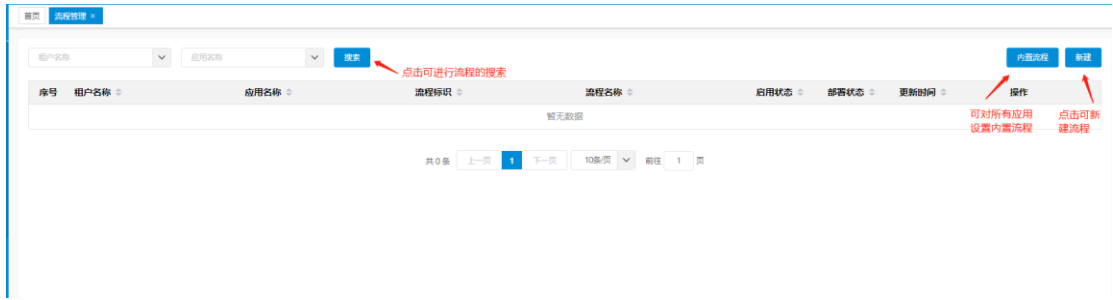 首页 流程管理 ×
租户名称 应用名称 搜索 内置流程 新建
点击可进行流程的搜索
序号 租户名称 应用名称 流程标识 流程名称 启用状态 部署状态 更新时间 操作
暂无数据
可对所有应用
设置内置流程
点击可新
建流程
共 0 条 上一页 1 下一页 10条/页 前往 1 页